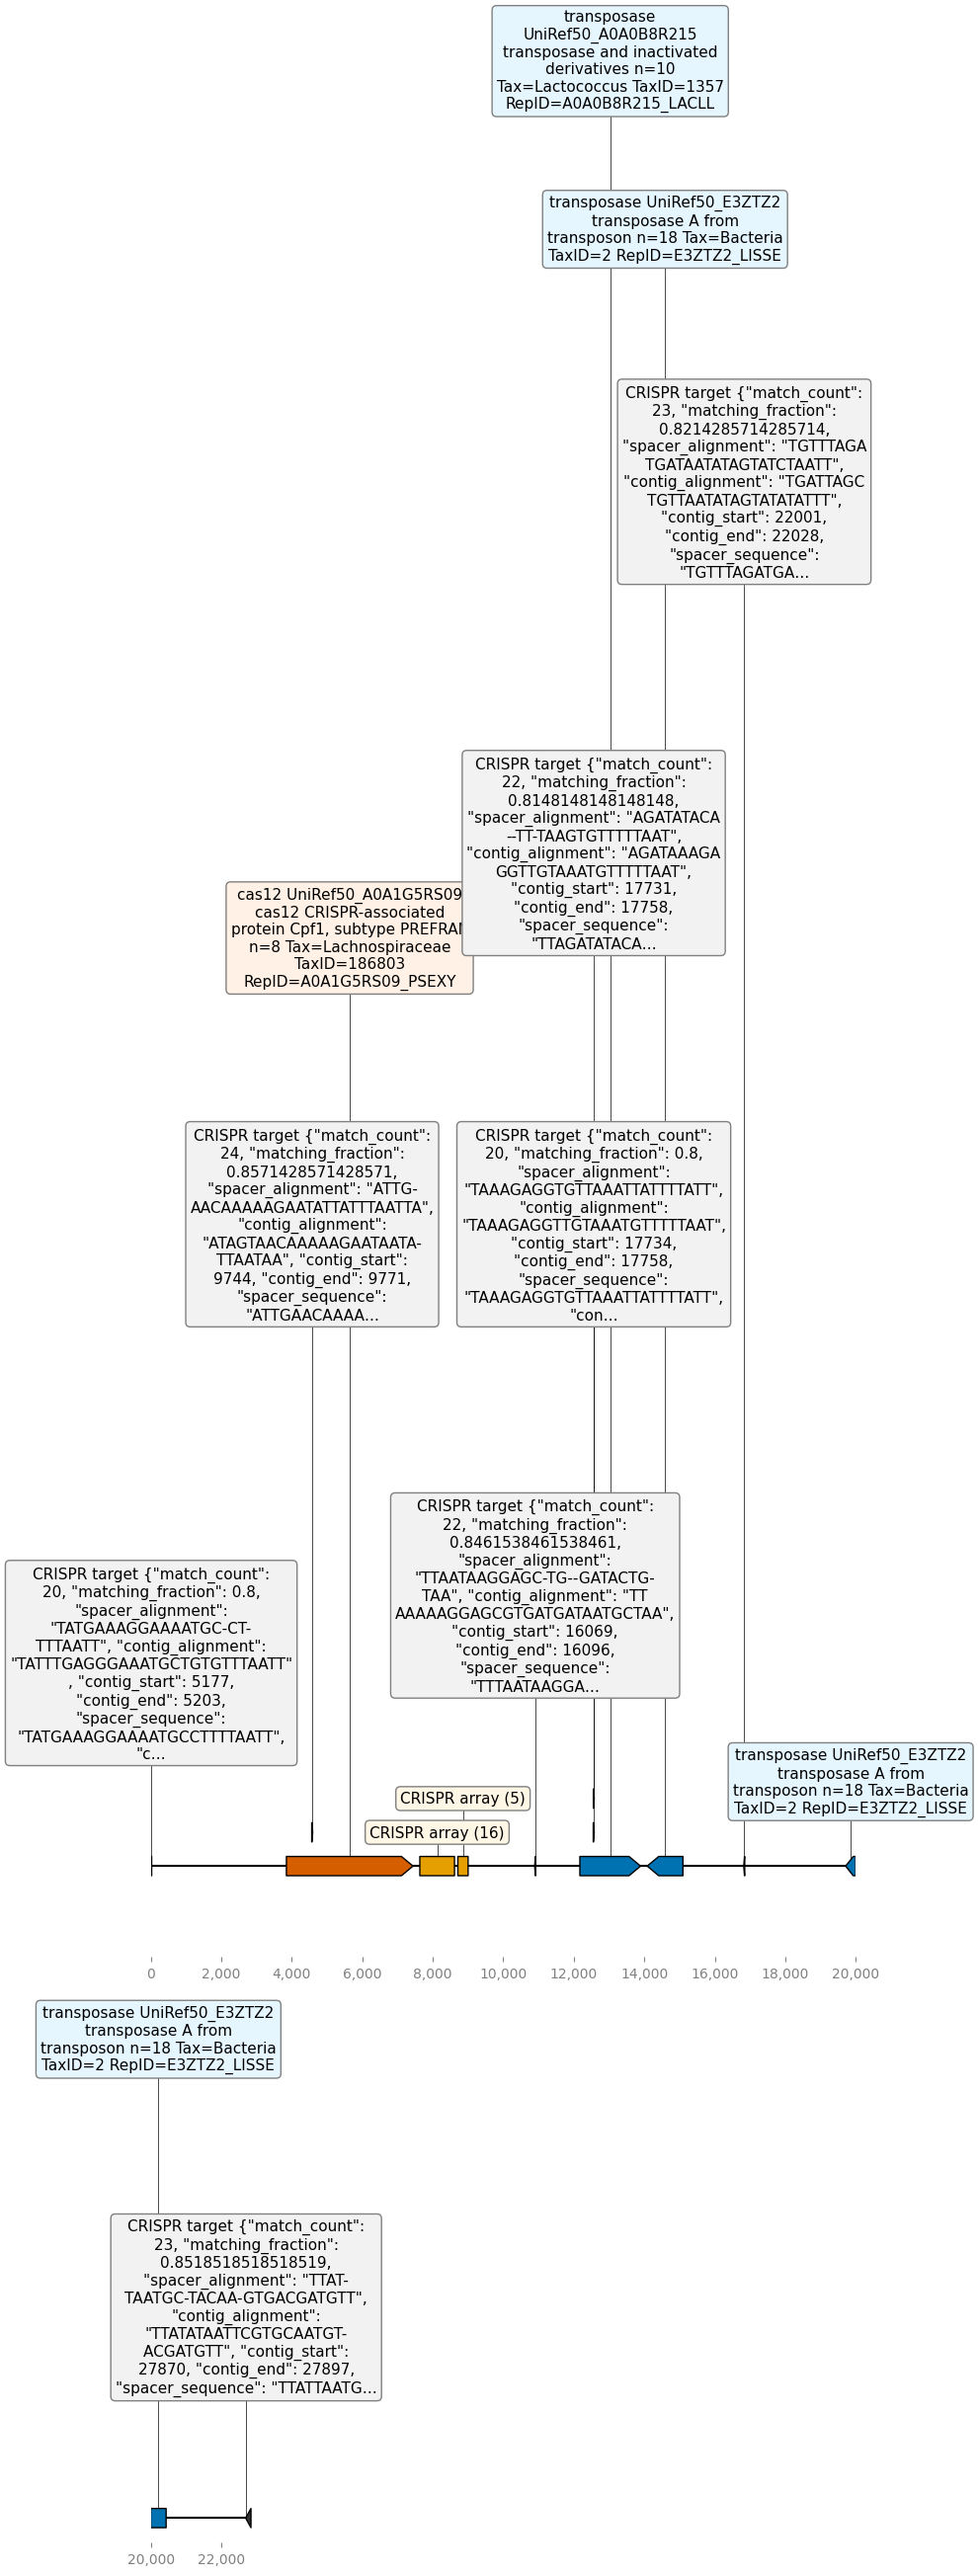 transposase
UniRef50_A0A0B8R215
transposase and inactivated
derivatives n=10
Tax=Lactococcus TaxID=1357
RepID=A0A0B8R215_LACLL
transposase UniRef50_E3ZTZ2
transposase A from
transposon n=18 Tax=Bacteria
TaxID=2 RepID=E3ZTZ2_LISSE
CRISPR target {"match_count":
23, "matching_fraction":
0.8214285714285714,
"spacer_alignment": "TGTTTAGA
TGATAATATAGTATCTAATT",
"contig_alignment": "TGATTAGC
TGTTAATATAGTATATATTT",
"contig_start": 22001,
"contig_end": 22028,
"spacer_sequence":
"TGTTTAGATGA...
CRISPR target {"match_count":
22, "matching_fraction":
0.8148148148148148,
"spacer_alignment": "AGATATACA
--TT-TAAGTGTTTTTAAT",
"contig_alignment": "AGATAAAGA
GGTTGTAAATGTTTTTAAT",
"contig_start": 17731,
"contig_end": 17758,
"spacer_sequence":
"TTAGATATACA...
cas12 UniRef50_A0A1G5RS09
cas12 CRISPR-associated
protein Cpf1, subtype PREFRAN
n=8 Tax=Lachnospiraceae
TaxID=186803
RepID=A0A1G5RS09_PSEXY
CRISPR target {"match_count":
24, "matching_fraction":
0.8571428571428571,
"spacer_alignment": "ATTG-
AACAAAAAGAATATTATTTAATTA",
"contig_alignment":
"ATAGTAACAAAAAGAATAATA-
TTAATAA", "contig_start":
9744, "contig_end": 9771,
"spacer_sequence":
"ATTGAACAAAA...
CRISPR target {"match_count":
20, "matching_fraction": 0.8,
"spacer_alignment":
"TAAAGAGGTGTTAAATTATTTTATT",
"contig_alignment":
"TAAAGAGGTTGTAAATGTTTTTAAT",
"contig_start": 17734,
"contig_end": 17758,
"spacer_sequence":
"TAAAGAGGTGTTAAATTATTTTATT",
"con...
CRISPR target {"match_count":
22, "matching_fraction":
0.8461538461538461,
"spacer_alignment":
"TTAATAAGGAGC-TG--GATACTG-
TAA", "contig_alignment": "TT
AAAAAGGAGCGTGATGATAATGCTAA",
"contig_start": 16069,
"contig_end": 16096,
"spacer_sequence":
"TTTAATAAGGA...
CRISPR target {"match_count":
20, "matching_fraction": 0.8,
"spacer_alignment":
"TATGAAAGGAAAATGC-CT-
TTTAATT", "contig_alignment":
"TATTTGAGGGAAATGCTGTGTTTAATT"
, "contig_start": 5177,
"contig_end": 5203,
"spacer_sequence":
"TATGAAAGGAAAATGCCTTTTAATT",
"c...
transposase UniRef50_E3ZTZ2
transposase A from
transposon n=18 Tax=Bacteria
TaxID=2 RepID=E3ZTZ2_LISSE
CRISPR array (5)
CRISPR array (16)
0 2,000 4,000 6,000 8,000 10,000 12,000 14,000 16,000 18,000 20,000
transposase UniRef50_E3ZTZ2
transposase A from
transposon n=18 Tax=Bacteria
TaxID=2 RepID=E3ZTZ2_LISSE
CRISPR target {"match_count":
23, "matching_fraction":
0.8518518518518519,
"spacer_alignment": "TTAT-
TAATGC-TACAA-GTGACGATGTT",
"contig_alignment":
"TTATATAATTCGTGCAATGT-
ACGATGTT", "contig_start":
27870, "contig_end": 27897,
"spacer_sequence": "TTATTAATG...
20,000 22,000